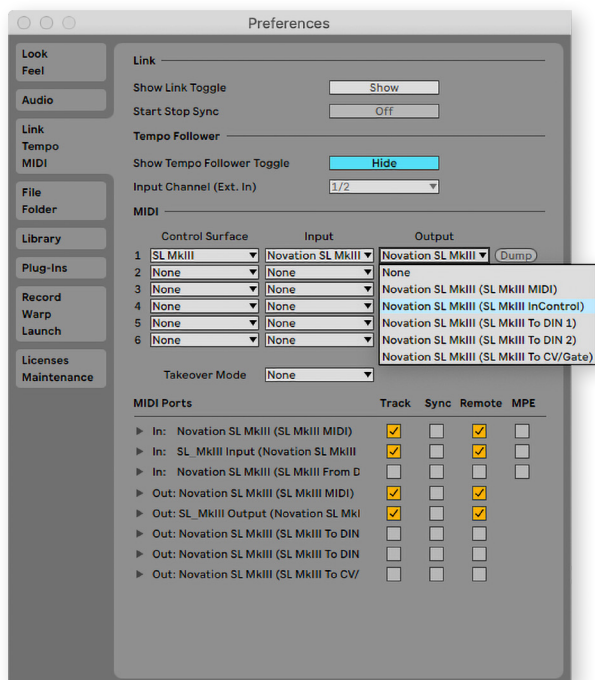 Preferences
Look
Feel
Audio
Link
Tempo
MIDI
File
Folder
Library
Plug-Ins
Record
Warp
Launch
Licenses
Maintenance
Link
Show Link Toggle Show
Start Stop Sync Off
Tempo Follower
Show Tempo Follower Toggle Hide
Input Channel (Ext. In) 1/2
MIDI
Control Surface Input Output
1 SL MkIII Novation SL MkIII Novation SL MkIII Dump
2 None None
3 None None
4 None None
5 None None
6 None None
None
Novation SL MkIII (SL MkIII MIDI)
Novation SL MkIII (SL MkIII InControl)
Novation SL MkIII (SL MkIII To DIN 1)
Novation SL MkIII (SL MkIII To DIN 2)
Novation SL MkIII (SL MkIII To CV/Gate)
Takeover Mode None
MIDI Ports Track Sync Remote MPE
In: Novation SL MkIII (SL MkIII MIDI)
In: SL_MkIII Input (Novation SL MkIII
In: Novation SL MkIII (SL MkIII From D
Out: Novation SL MkIII (SL MkIII MIDI)
Out: SL_MkIII Output (Novation SL MkI
Out: Novation SL MkIII (SL MkIII To DIN
Out: Novation SL MkIII (SL MkIII To DIN
Out: Novation SL MkIII (SL MkIII To CV/